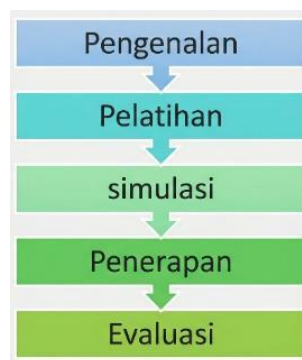 Pengenalan
Pelatihan
simulasi
Penerapan
Evaluasi